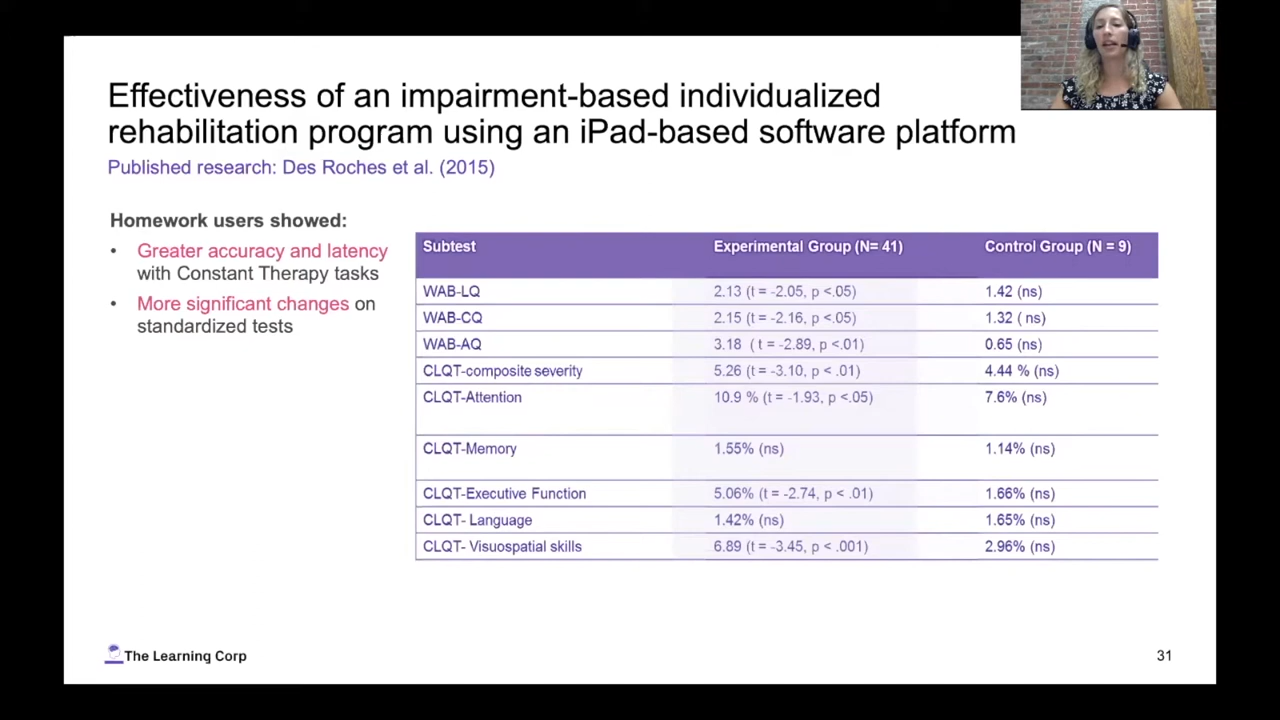 Effectiveness of an impairment-based individualized
rehabilitation program using an iPad-based software platform
Published research: Des Roches et al. (2015)
Homework users showed:
• Greater accuracy and latency
with Constant Therapy tasks
• More significant changes on
standardized tests
Subtest Experimental Group (N= 41) Control Group (N = 9)
WAB-LQ 2.13 (t = -2.05, p <.05) 1.42 (ns)
WAB-CQ 2.15 (t = -2.16, p <.05) 1.32 ( ns)
WAB-AQ 3.18 ( t = -2.89, p <.01) 0.65 (ns)
CLQT-composite severity 5.26 (t = -3.10, p < .01) 4.44 % (ns)
CLQT-Attention 10.9 % (t = -1.93, p <.05) 7.6% (ns)
CLQT-Memory 1.55% (ns) 1.14% (ns)
CLQT-Executive Function 5.06% (t = -2.74, p < .01) 1.66% (ns)
CLQT- Language 1.42% (ns) 1.65% (ns)
CLQT- Visuospatial skills 6.89 (t = -3.45, p < .001) 2.96% (ns)
The Learning Corp
31